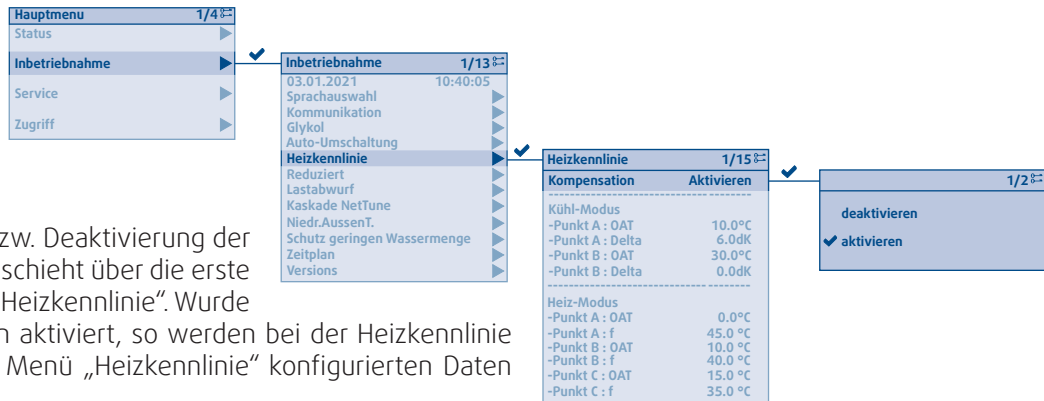 Hauptmenu 1/4
Status
Inbetriebnahme
Service
Zugriff
Inbetriebnahme 1/13
03.01.2021 10:40:05
Sprachauswahl
Kommunikation
Glykol
Auto-Umschaltung
Heizkennlinie
Reduziert
Lastabwurf
Kaskade NetTune
Niedr.AussenT.
Schutz geringen Wassermenge
Zeitplan
Versions
Heizkennlinie 1/15
Kompensation Aktivieren
Kühl-Modus
-Punkt A : OAT 10.0°C
-Punkt A : Delta 6.0dK
-Punkt B : OAT 30.0°C
-Punkt B : Delta 0.0dK
Heiz-Modus
-Punkt A : OAT 0.0°C
-Punkt A : f 45.0 °C
-Punkt B : OAT 10.0 °C
-Punkt B : f 40.0 °C
-Punkt C : OAT 15.0 °C
-Punkt C : f 35.0 °C
1/2
deaktivieren
aktivieren
zw. Deaktivierung der
schieht über die erste
Heizkennlinie“. Wurde
n aktiviert, so werden bei der Heizkennlinie
Menü „Heizkennlinie“ konfigurierten Daten